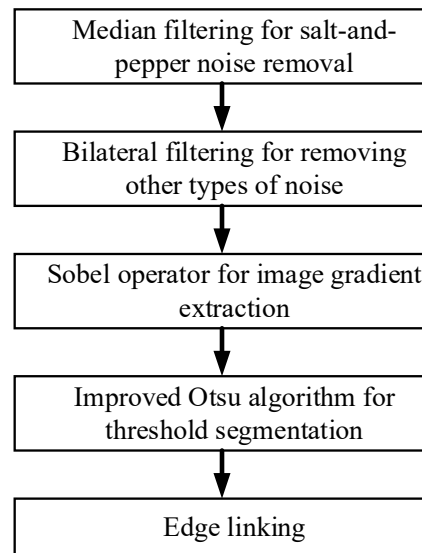 Median filtering for salt-and-
pepper noise removal
Bilateral filtering for removing
other types of noise
Sobel operator for image gradient
extraction
Improved Otsu algorithm for
threshold segmentation
Edge linking